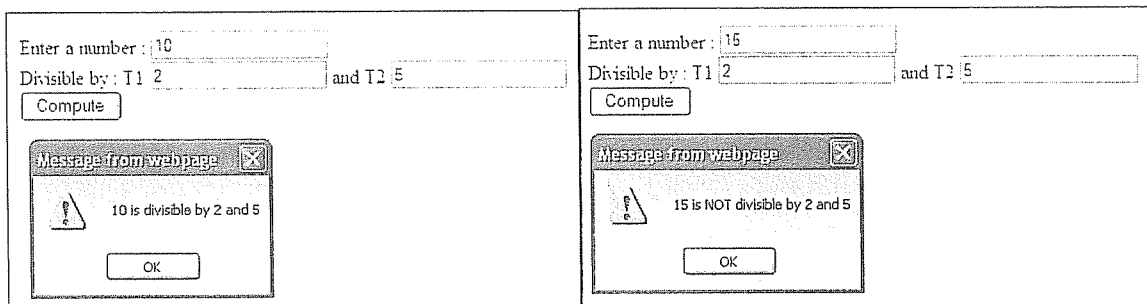 Enter a number : 10
Divisible by : T1 2 and T2 5
Compute
Message from webpage
10 is divisible by 2 and 5
OK
Enter a number : 15
Divisible by : T1 2 and T2 5
Compute
Message from webpage
15 is NOT divisible by 2 and 5
OK